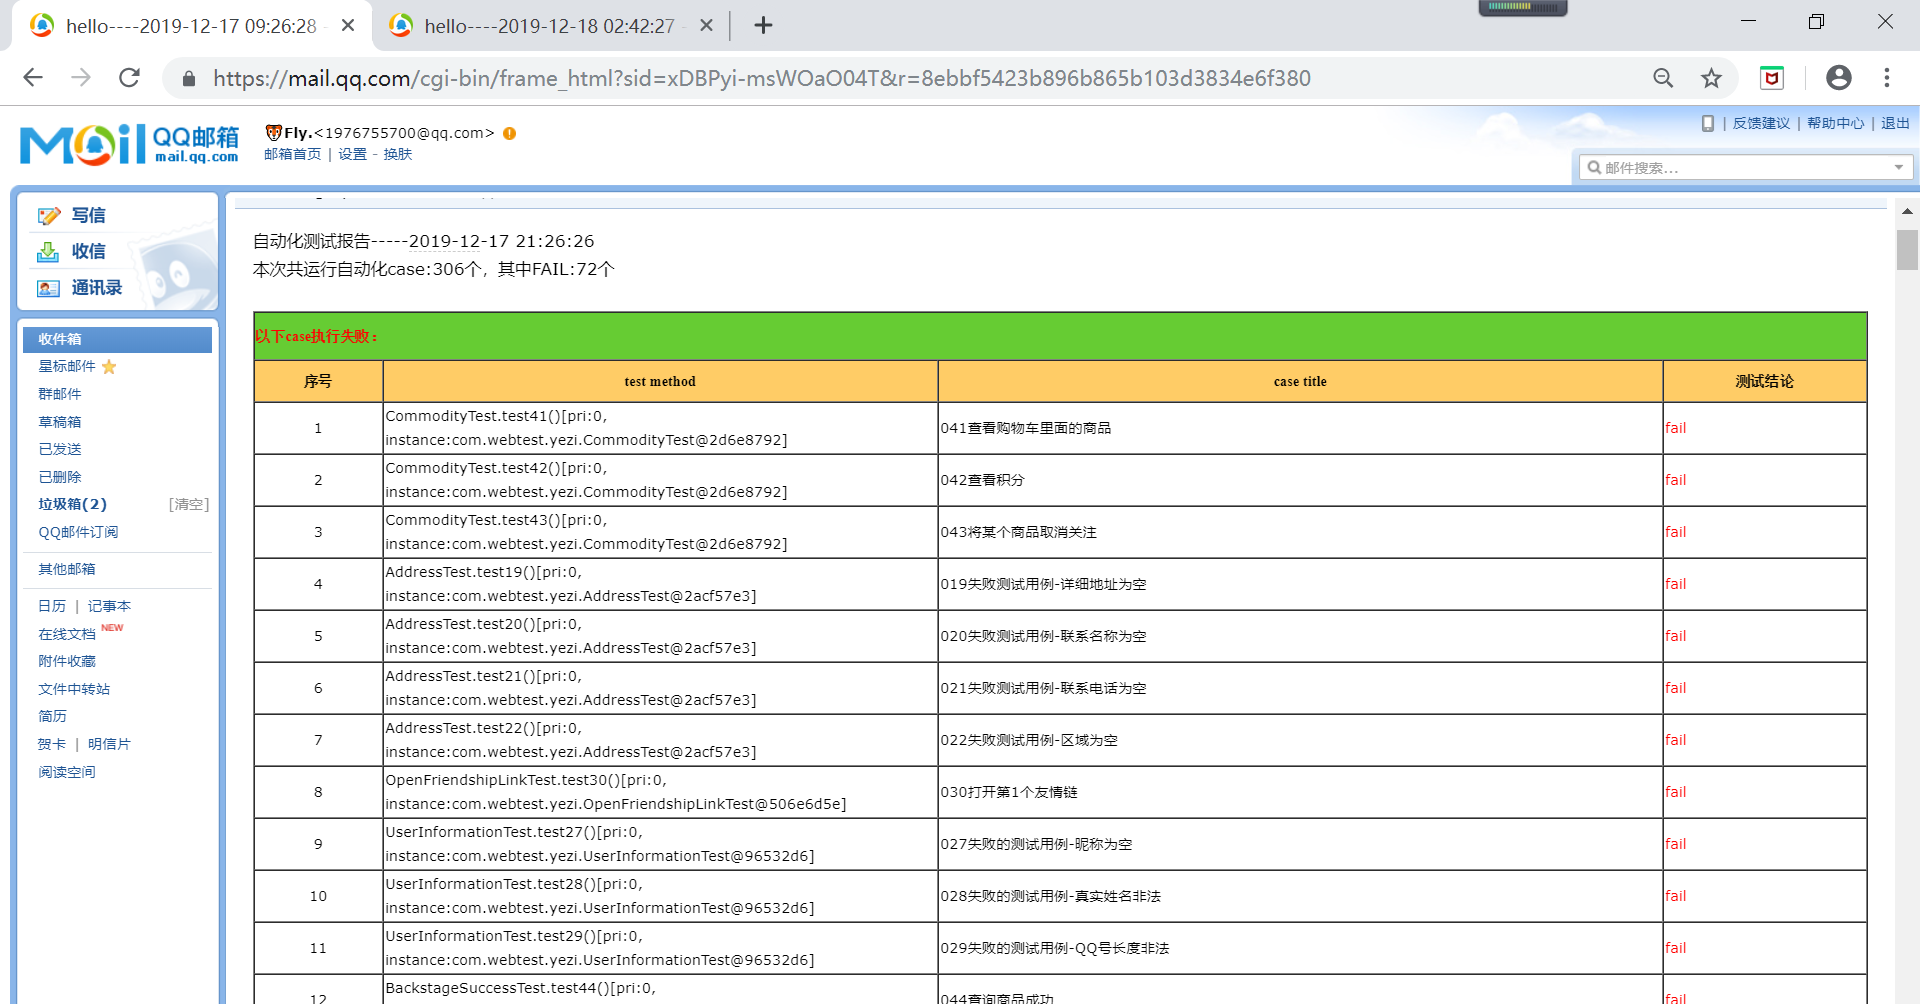 hello----2019-12-17 09:26:28
hello----2019-12-18 02:42:27
https://mail.qq.com/cgi-bin/frame_html?sid=xDBPyi-msWOaO04T&r=8ebbf5423b896b865b103d3834e6f380
Mail QQ邮箱
mail.qq.com
Fly.<1976755700@qq.com>
邮箱首页 | 设置 - 换肤
| 反馈建议 | 帮助中心 | 退出
邮件搜索...
写信
收信
通讯录
收件箱
星标邮件
群邮件
草稿箱
已发送
已删除
垃圾箱(2) [清空]
QQ邮件订阅
其他邮箱
日历 | 记事本
在线文档 NEW
附件收藏
文件中转站
简历
贺卡 | 明信片
阅读空间
自动化测试报告-----2019-12-17 21:26:26
本次共运行自动化case:306个，其中FAIL:72个
以下case执行失败：
序号 test method case title 测试结论
1 CommodityTest.test41()[pri:0, instance:com.webtest.yezi.CommodityTest@2d6e8792] 041查看购物车里面的商品 fail
2 CommodityTest.test42()[pri:0, instance:com.webtest.yezi.CommodityTest@2d6e8792] 042查看积分 fail
3 CommodityTest.test43()[pri:0, instance:com.webtest.yezi.CommodityTest@2d6e8792] 043将某个商品取消关注 fail
4 AddressTest.test19()[pri:0, instance:com.webtest.yezi.AddressTest@2acf57e3] 019失败测试用例-详细地址为空 fail
5 AddressTest.test20()[pri:0, instance:com.webtest.yezi.AddressTest@2acf57e3] 020失败测试用例-联系名称为空 fail
6 AddressTest.test21()[pri:0, instance:com.webtest.yezi.AddressTest@2acf57e3] 021失败测试用例-联系电话为空 fail
7 AddressTest.test22()[pri:0, instance:com.webtest.yezi.AddressTest@2acf57e3] 022失败测试用例-区域为空 fail
8 OpenFriendshipLinkTest.test30()[pri:0, instance:com.webtest.yezi.OpenFriendshipLinkTest@506e6d5e] 030打开第1个友情链 fail
9 UserInformationTest.test27()[pri:0, instance:com.webtest.yezi.UserInformationTest@96532d6] 027失败的测试用例-昵称为空 fail
10 UserInformationTest.test28()[pri:0, instance:com.webtest.yezi.UserInformationTest@96532d6] 028失败的测试用例-真实姓名非法 fail
11 UserInformationTest.test29()[pri:0, instance:com.webtest.yezi.UserInformationTest@96532d6] 029失败的测试用例-QQ号长度非法 fail
12 BackstageSuccessTest.test44()[pri:0, 044查询商品成功 fail